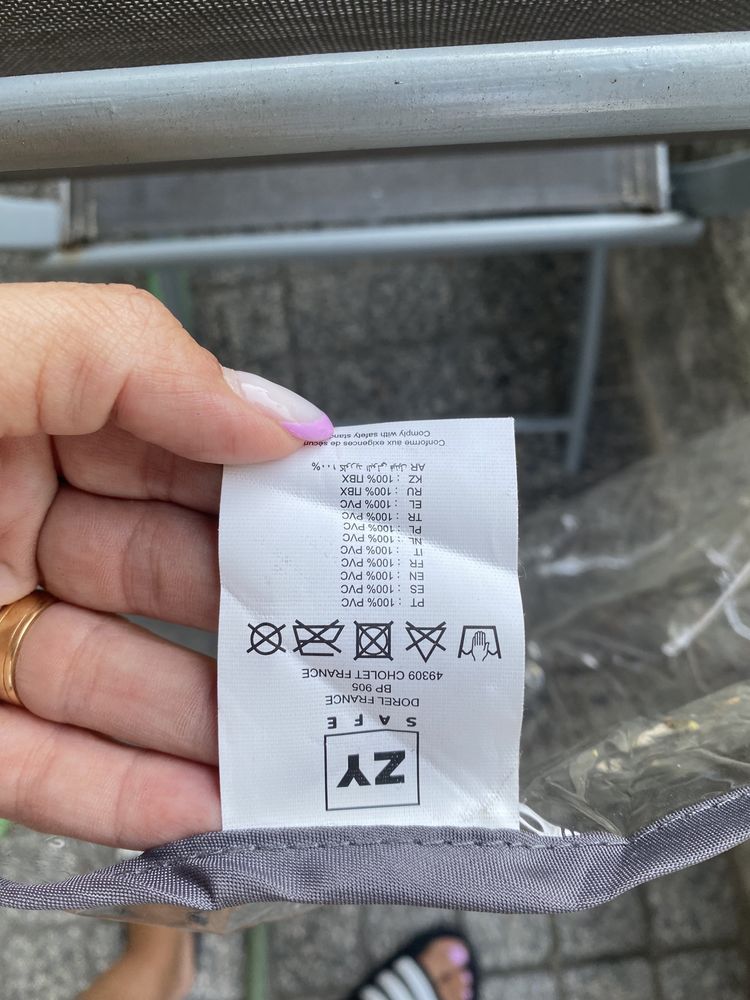 ZY
SAFE
DOREL FRANCE
BP 905
49309 CHOLET FRANCE
PT : 100% PVC
ES : 100% PVC
EN : 100% PVC
FR : 100% PVC
IT : 100% PVC
NL : 100% PVC
PL : 100% PVC
TR : 100% PVC
EL : 100% PVC
RU : 100% ПВХ
KZ : 100% ПВХ
AR
Conforme aux exigences de
Comply with safety